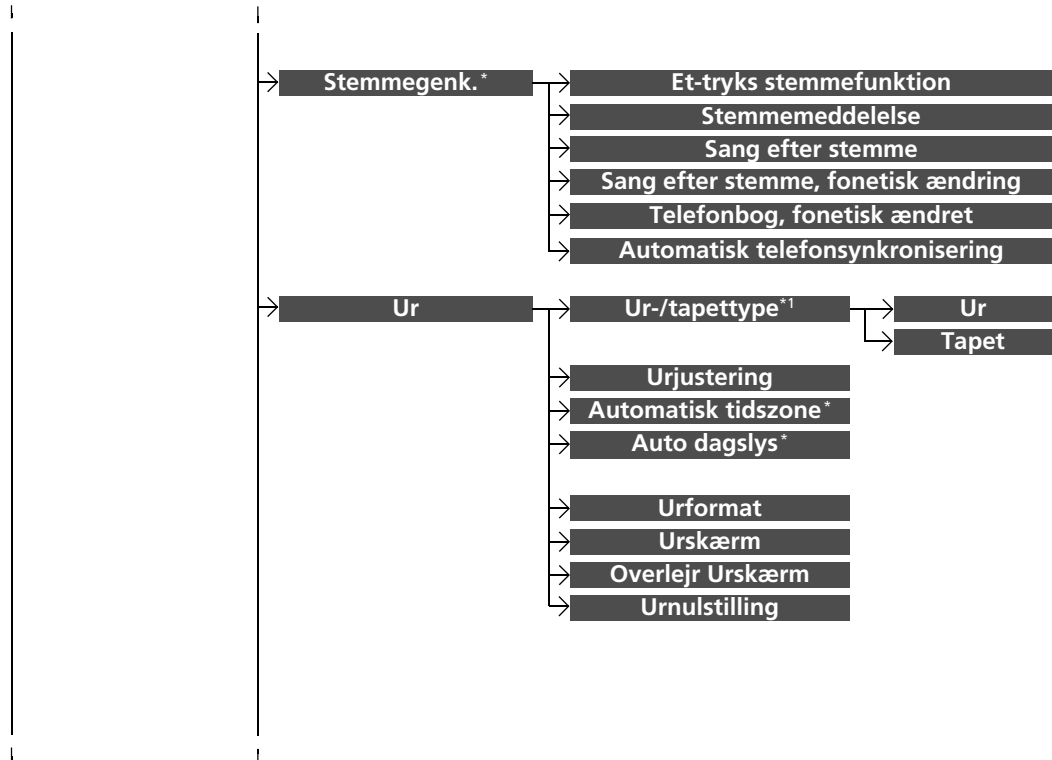 Stemmegenk.*
Et-tryks stemmefunktion
Stemmemeddelelse
Sang efter stemme
Sang efter stemme, fonetisk ændring
Telefonbog, fonetisk ændret
Automatisk telefonsynkronisering
Ur
Ur-/tapettype*1
Ur
Tapet
Urjustering
Automatisk tidszone*
Auto dagslys*
Urformat
Urskærm
Overlejr Urskærm
Urnulstilling